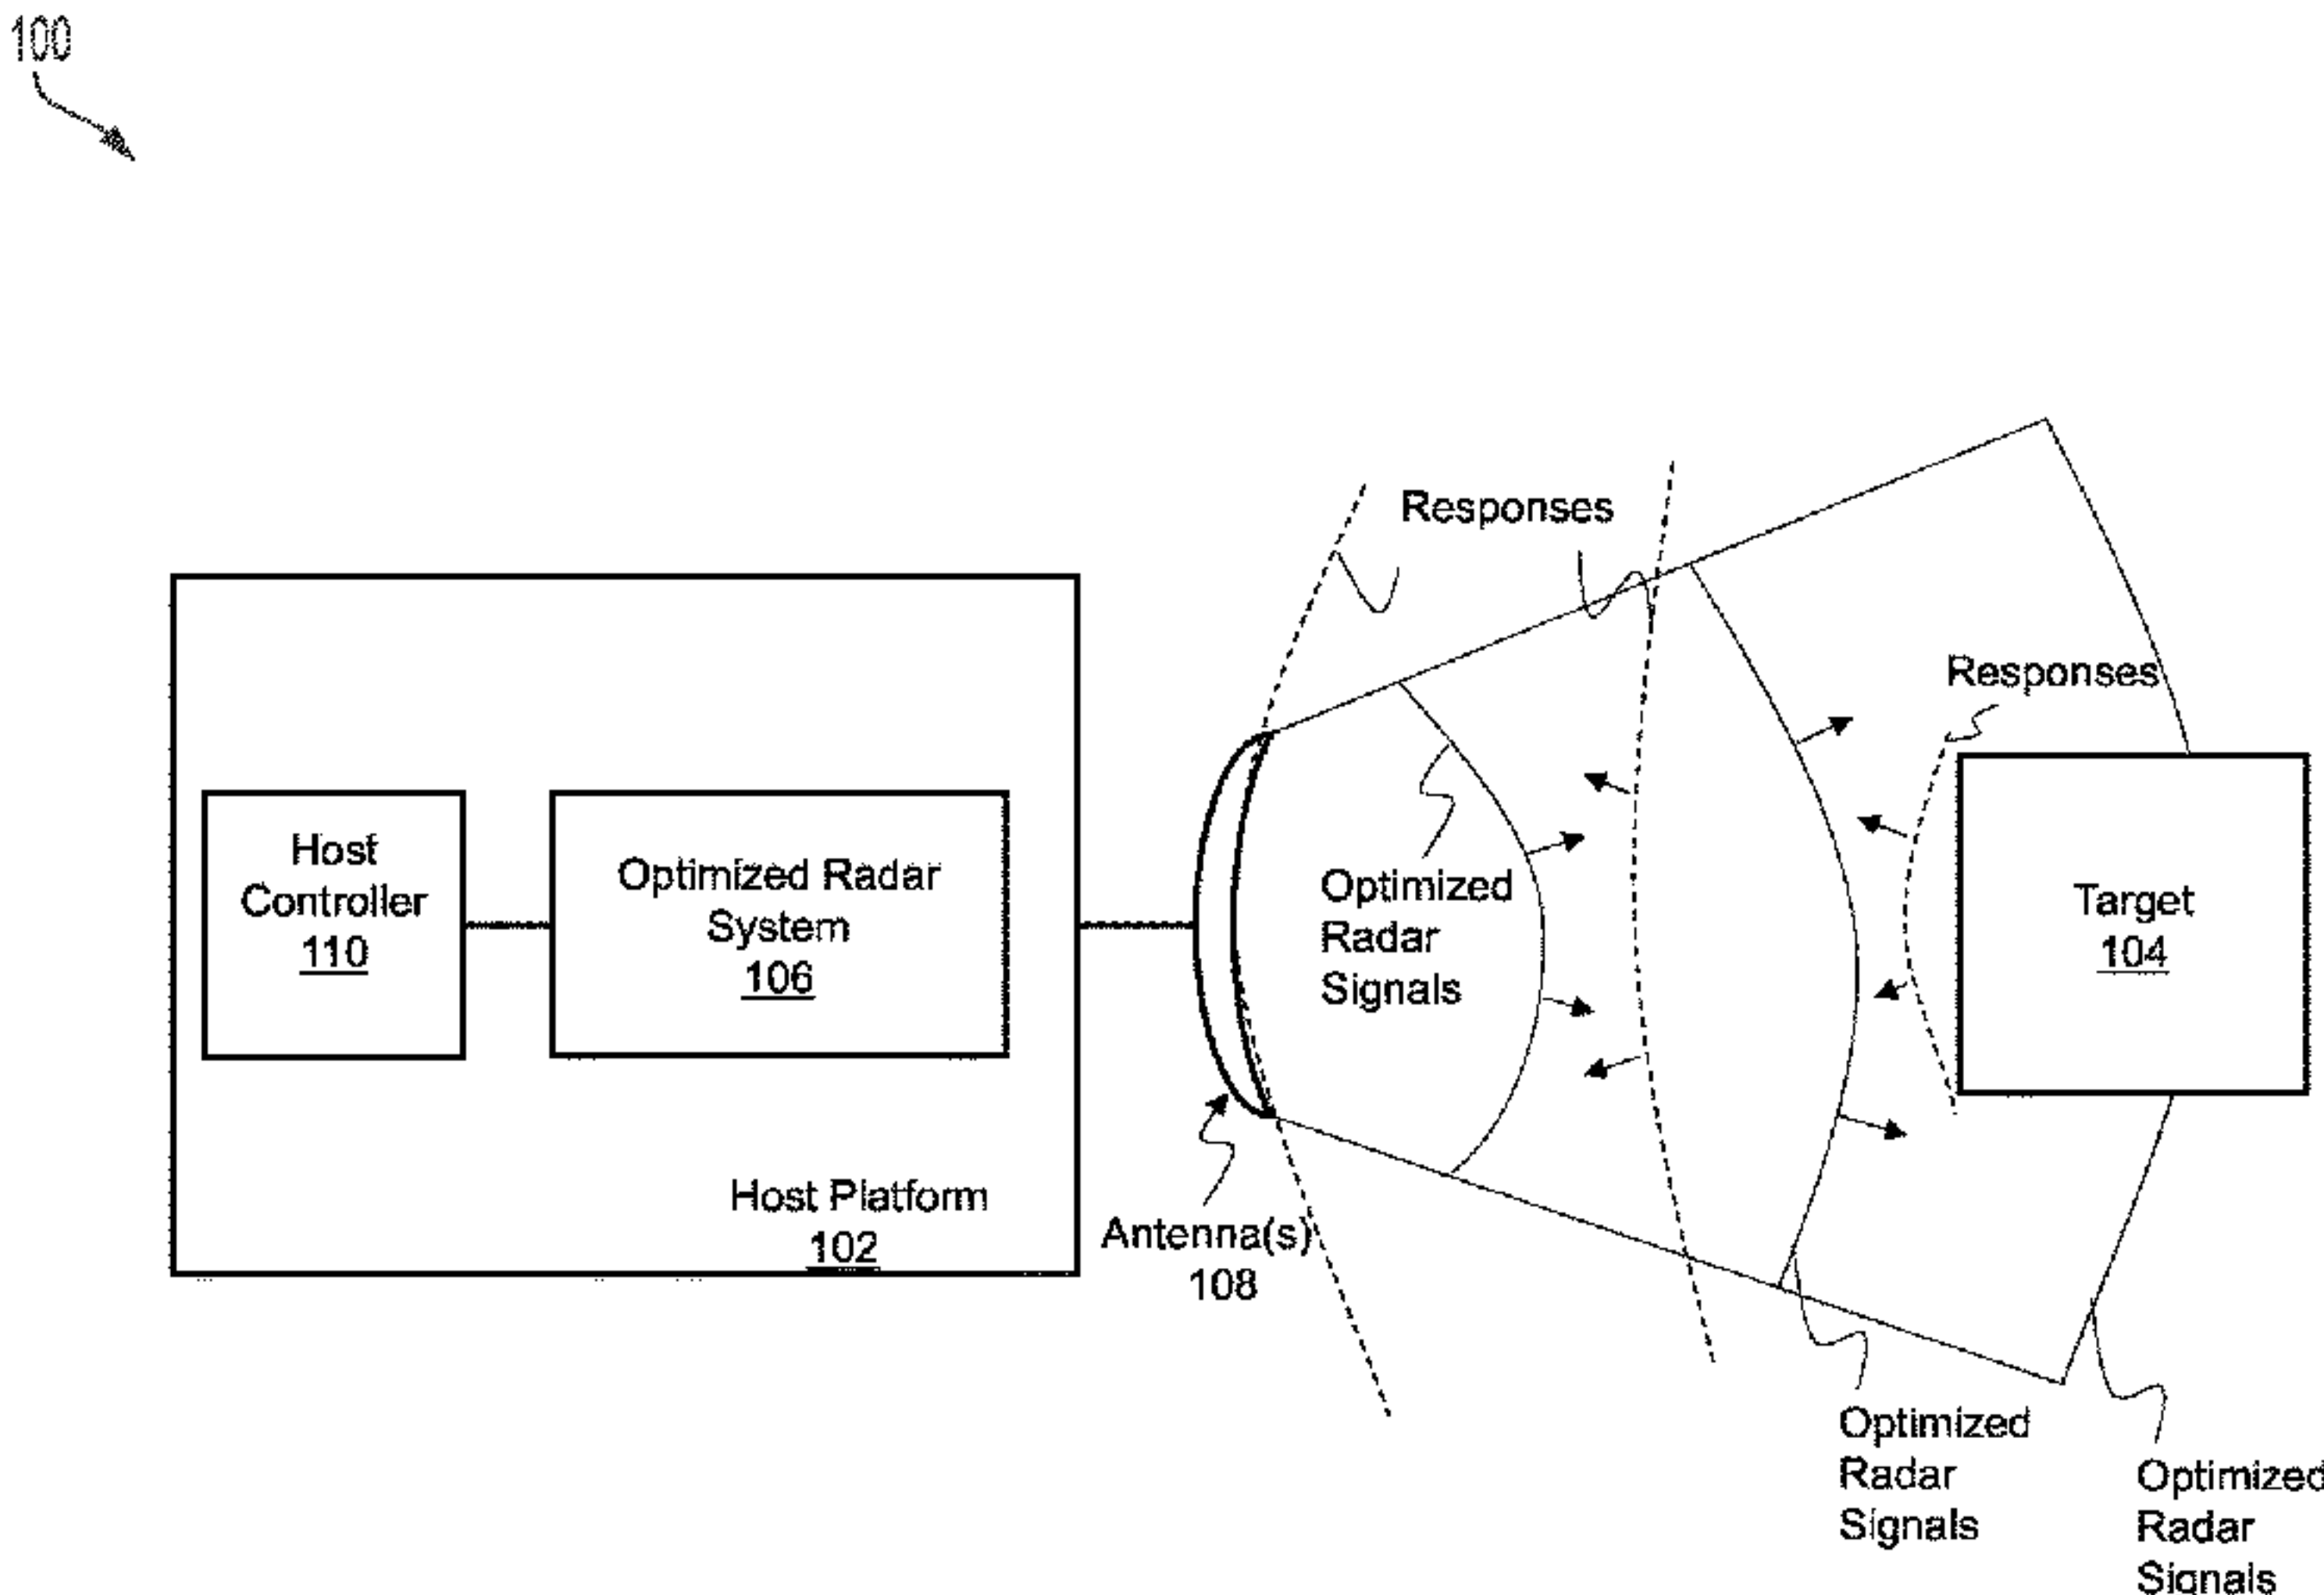 100
Responses
Responses
Host
Controller
110
Optimized Radar
System
106
Optimized
Radar
Signals
Target
104
Host Platform
102
Antenna(s)
108
Optimized
Radar
Signals
Optimized
Radar
Signals